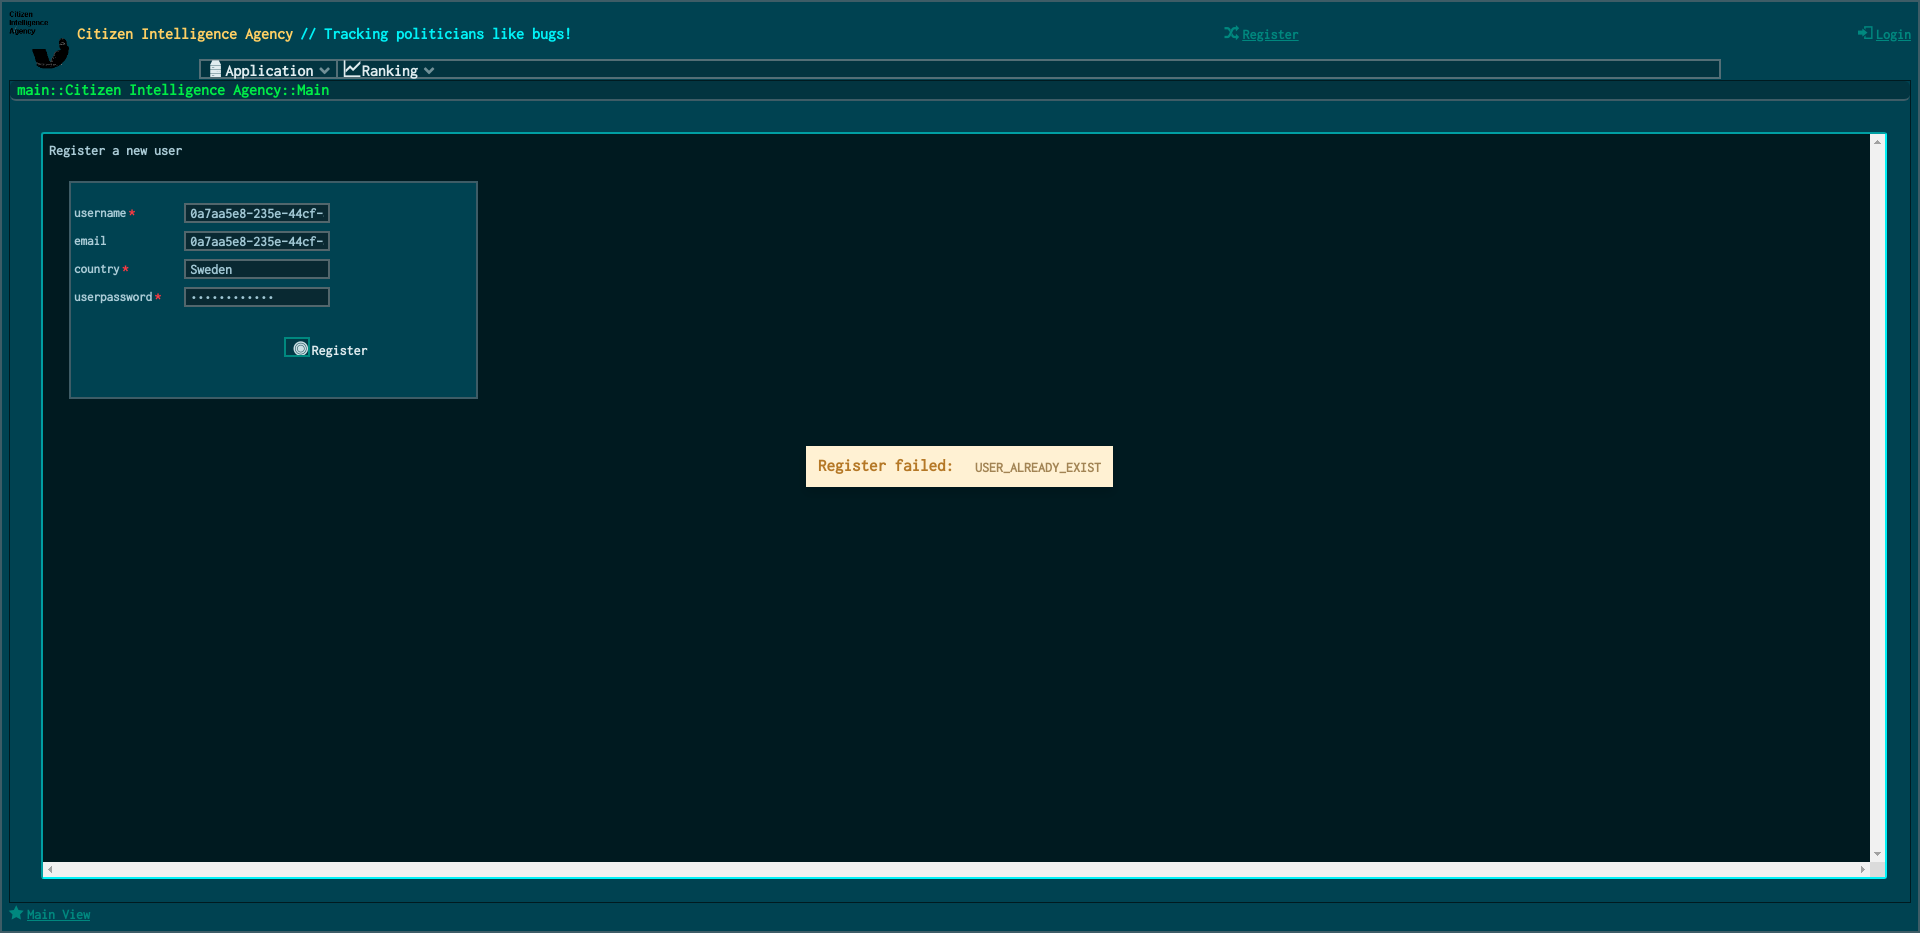 Citizen
Intelligence
Agency
Citizen Intelligence Agency // Tracking politicians like bugs!
Register
Login
Application
Ranking
main::Citizen Intelligence Agency::Main
Register a new user
username*
0a7aa5e8-235e-44cf-
email
0a7aa5e8-235e-44cf-
country*
Sweden
userpassword*
••••••••••••
Register
Register failed: USER_ALREADY_EXIST
Main View